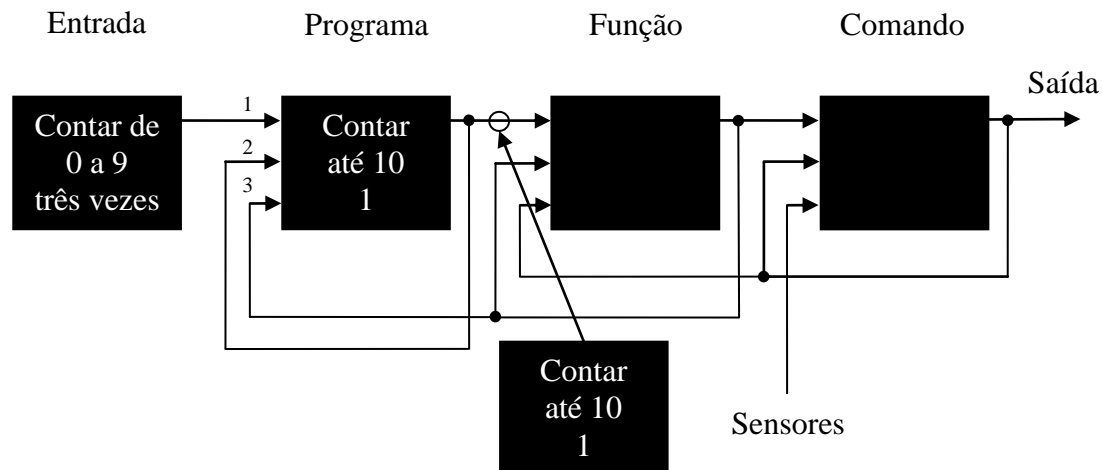 Entrada
Programa
Função
Comando
Saída
Contar de
0 a 9
três vezes
1
2
3
Contar
até 10
1
Contar
até 10
1
Sensores